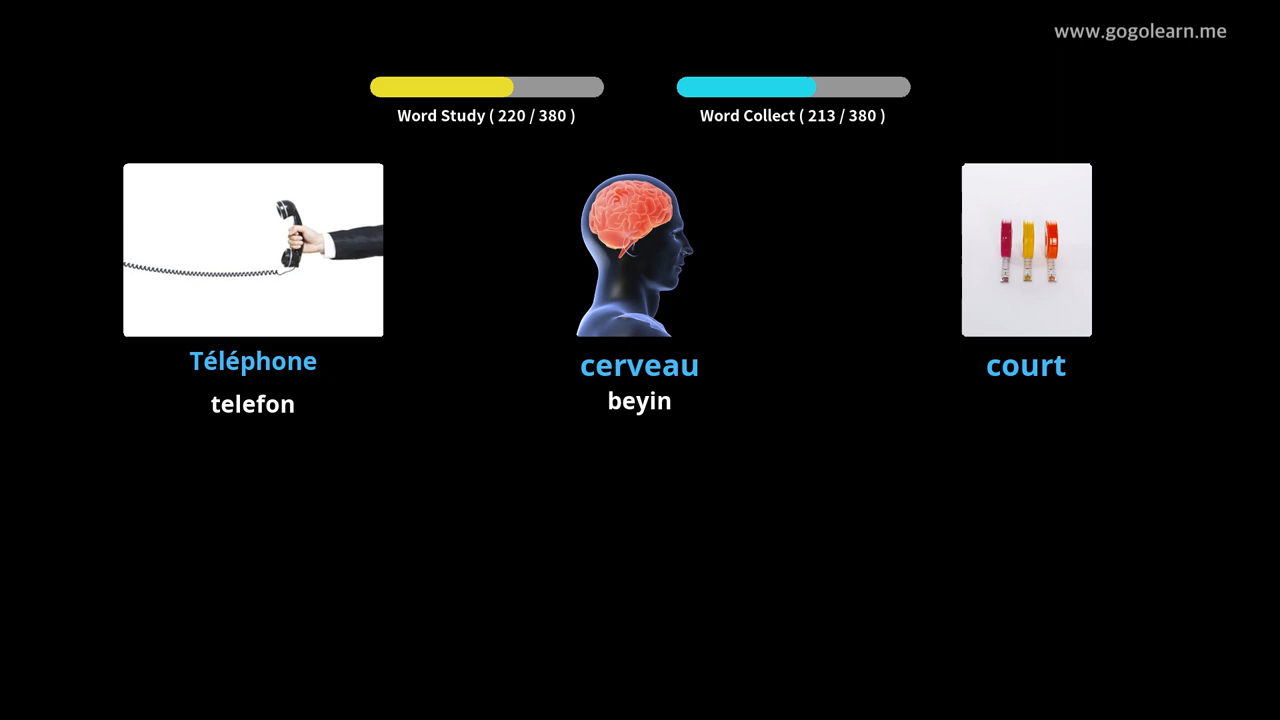 www.gogolearn.me
Word Study ( 220 / 380 )
Word Collect ( 213 / 380 )
Téléphone
telefon
cerveau
beyin
court